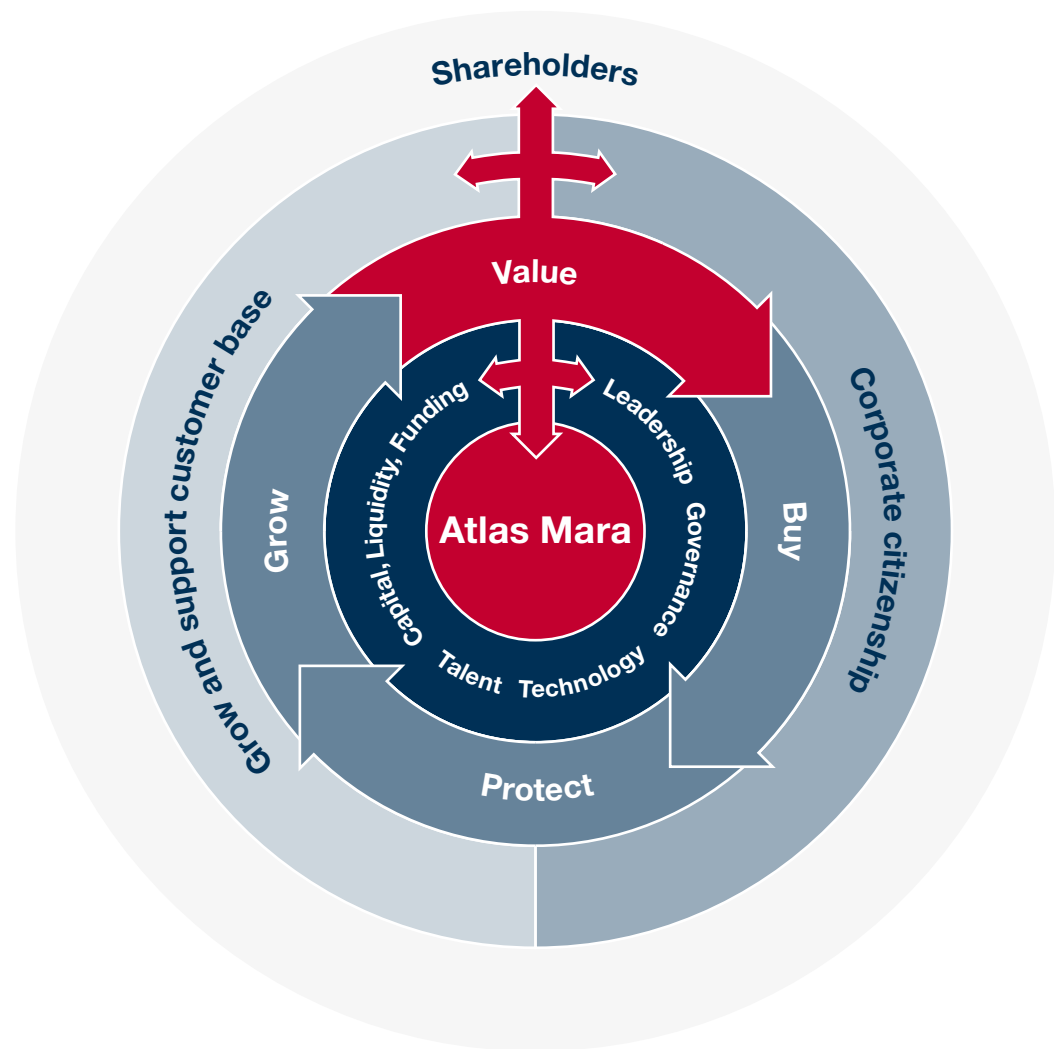 Shareholders
Value
Grow and support customer base
Corporate citizenship
Grow
Buy
Protect
Capital, Liquidity, Funding
Leadership
Governance
Talent
Technology
Atlas Mara